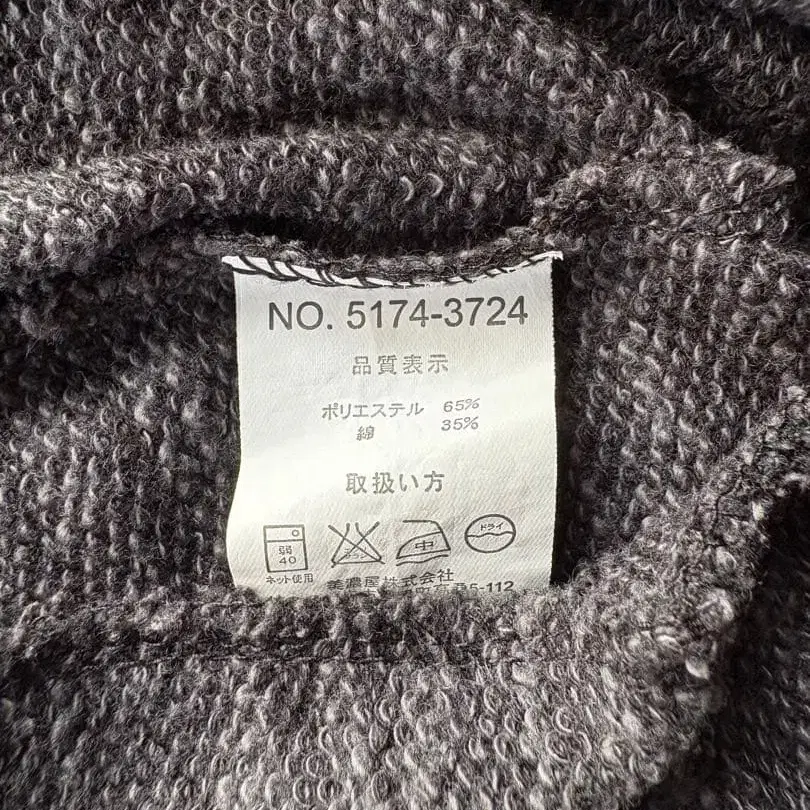 NO. 5174-3724
品質表示
ポリエステル 65%
綿 35%
取扱い方
弱
40
中
ドライ
ネット使用
美濃屋株式会社
5-112